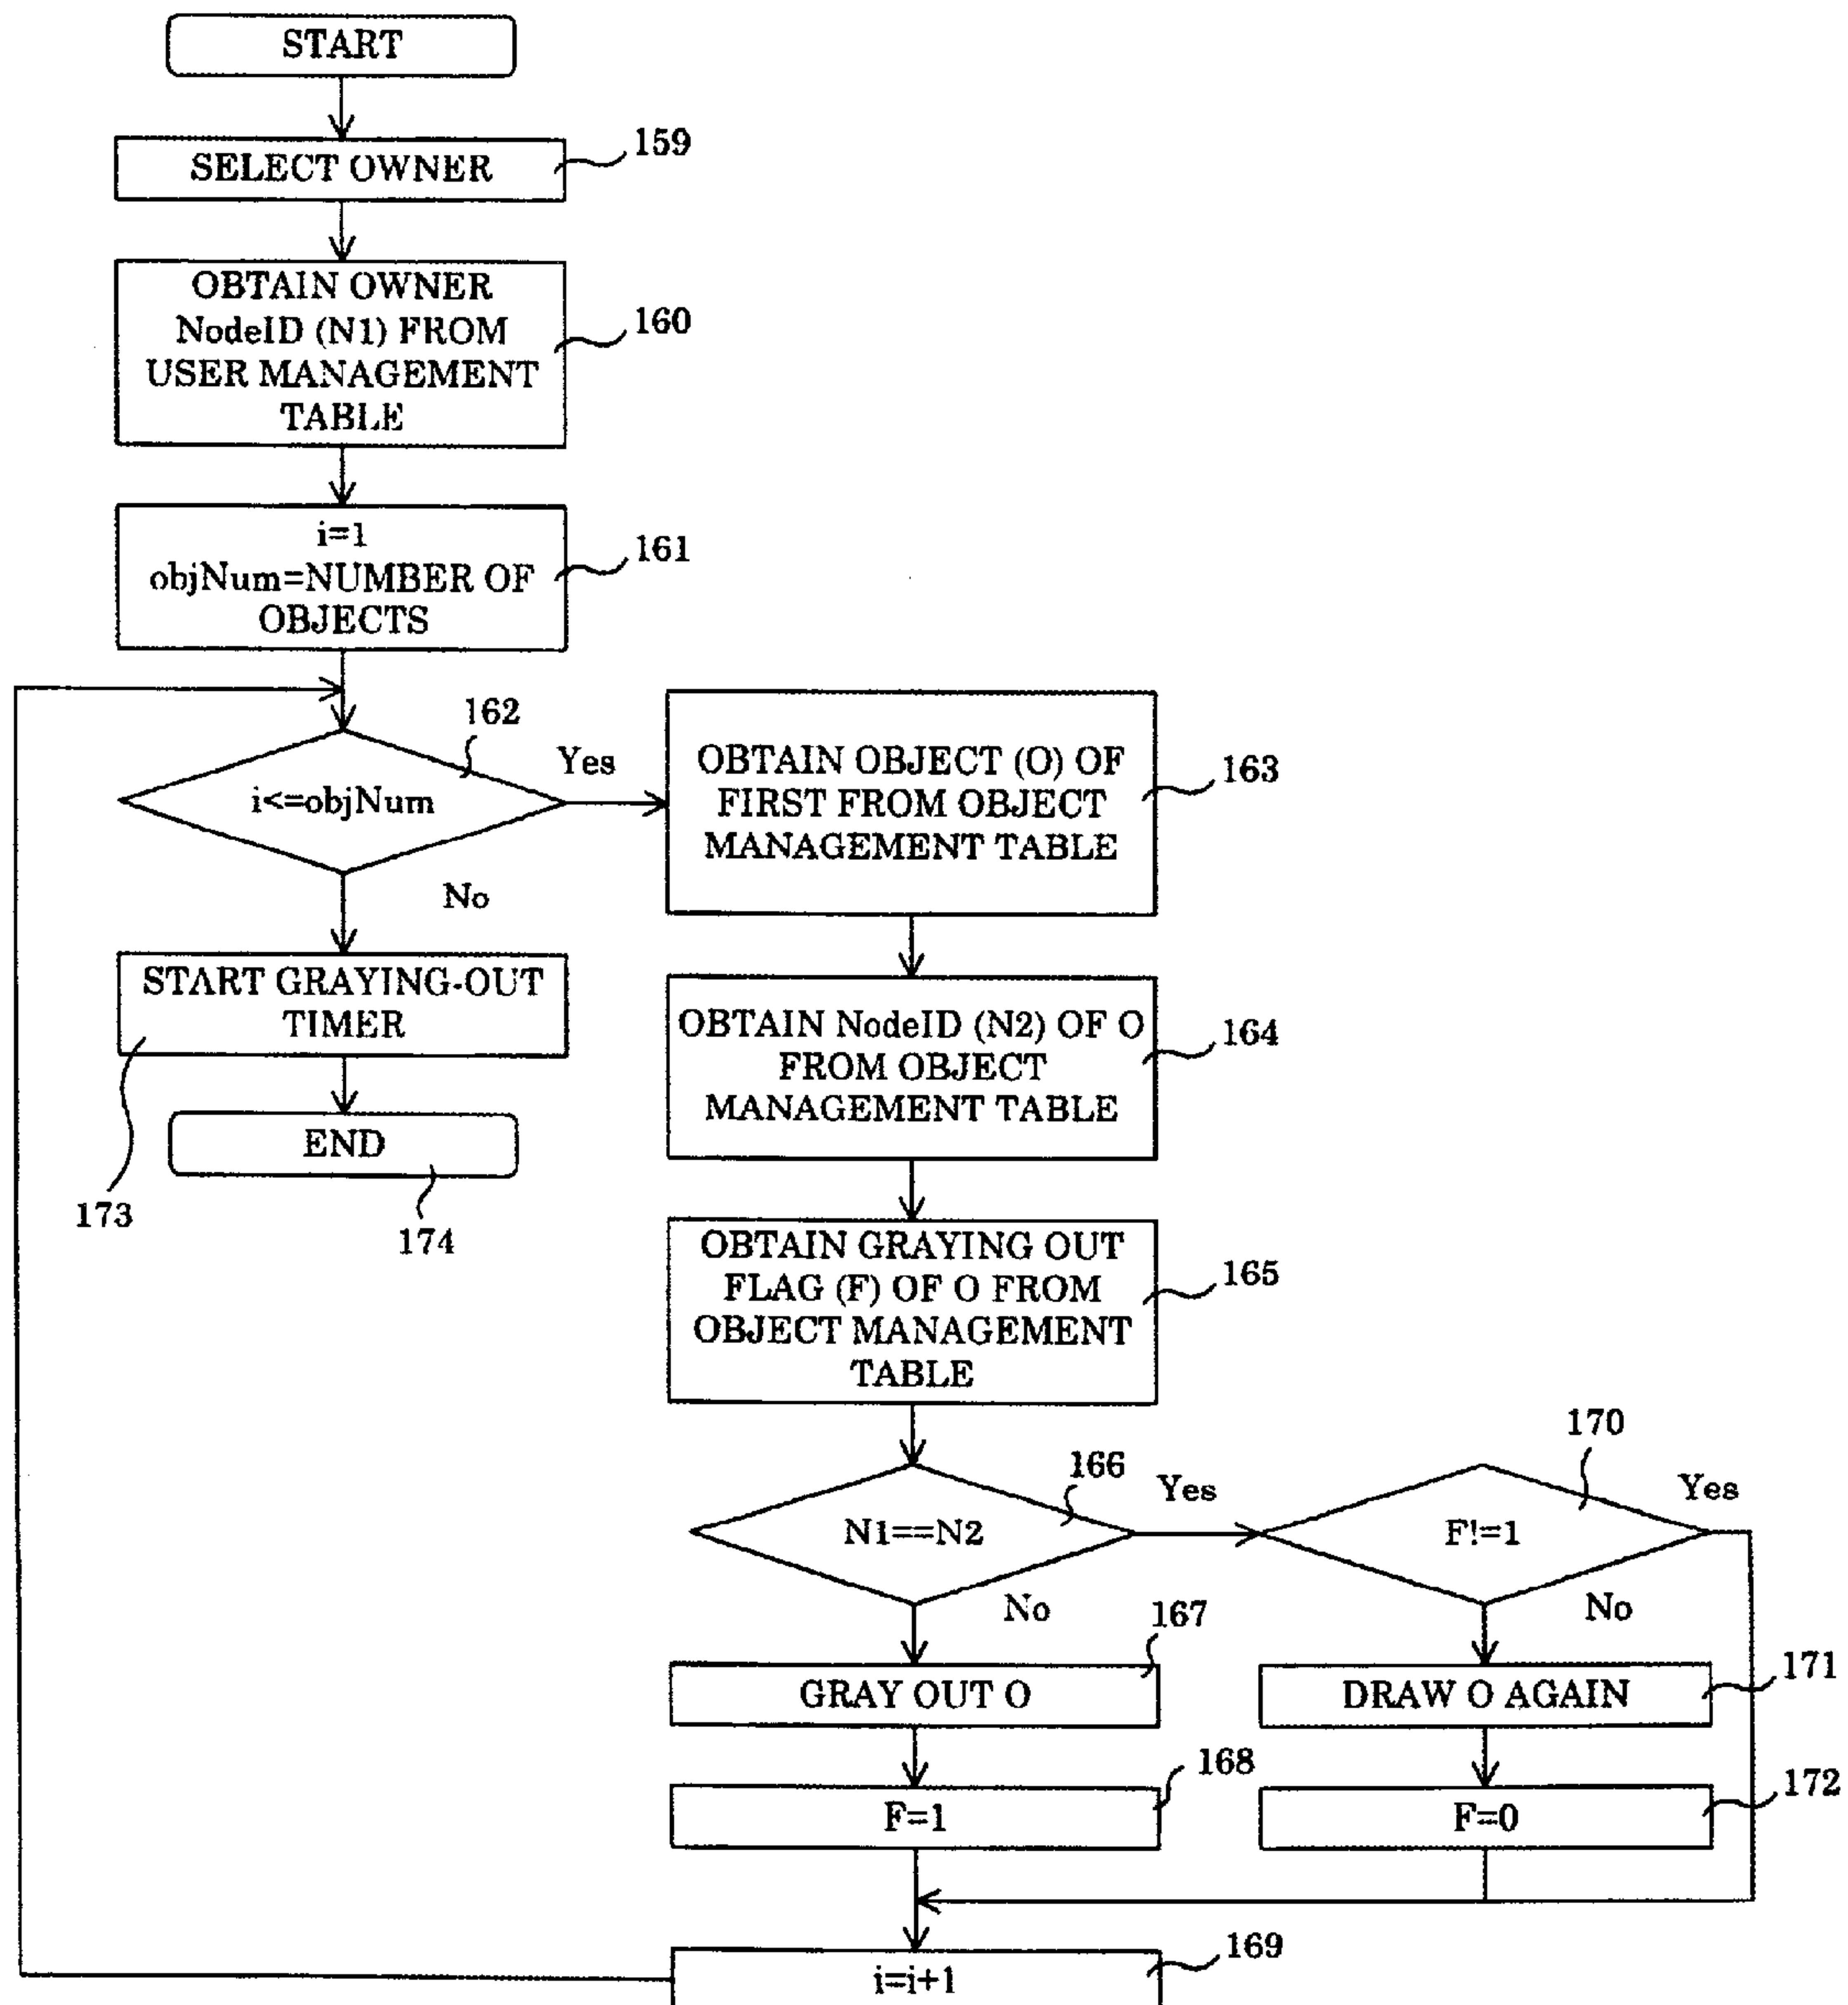 START
SELECT OWNER
159
OBTAIN OWNER
NodeID (N1) FROM
USER MANAGEMENT
TABLE
160
i=1
objNum=NUMBER OF
OBJECTS
161
162
i<=objNum
Yes
No
OBTAIN OBJECT (O) OF
FIRST FROM OBJECT
MANAGEMENT TABLE
163
START GRAYING-OUT
TIMER
173
END
174
OBTAIN NodeID (N2) OF O
FROM OBJECT
MANAGEMENT TABLE
164
OBTAIN GRAYING OUT
FLAG (F) OF O FROM
OBJECT MANAGEMENT
TABLE
165
166
N1==N2
Yes
No
170
F!=1
Yes
No
167
GRAY OUT O
DRAW O AGAIN
171
168
F=1
F=0
172
i=i+1
169